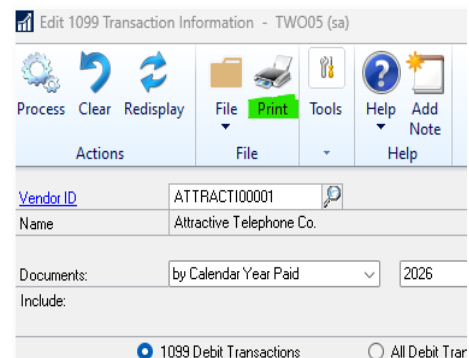 Edit 1099 Transaction Information - TWO05 (sa)
Process Clear Redisplay File Print Tools Help Add Note
Actions File Help
Vendor ID ATTRACTI00001
Name Attractive Telephone Co.
Documents: by Calendar Year Paid 2026
Include:
1099 Debit Transactions All Debit Tran